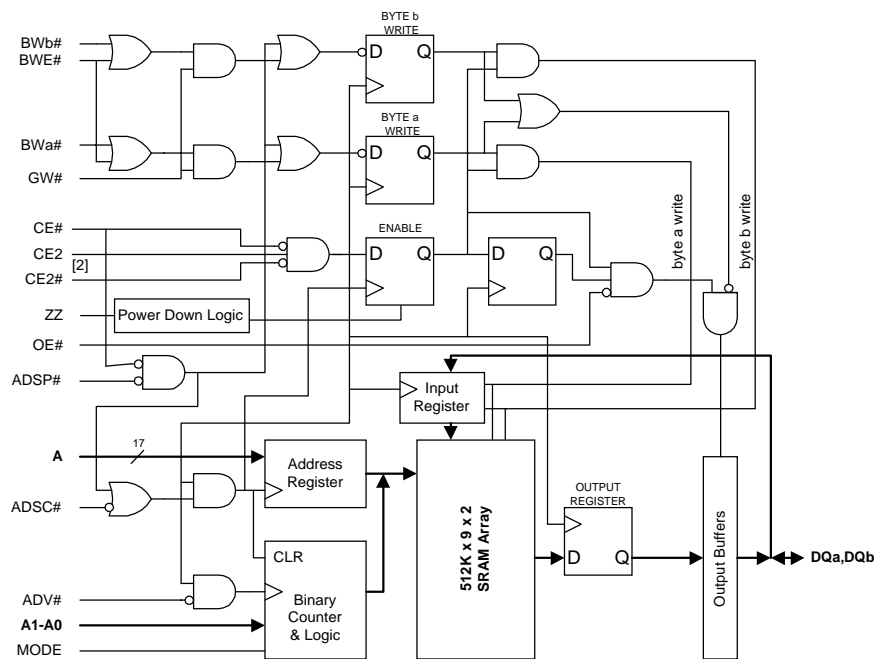 BYTE b
WRITE
BWb#
BWE#
D Q
BYTE a
WRITE
BWa#
GW#
D Q
byte a write
byte b write
CE#
CE2
[2]
CE2#
ENABLE
D Q
D Q
ZZ
Power Down Logic
OE#
ADSP#
Input
Register
A
17
Address
Register
ADSC#
512K x 9 x 2
SRAM Array
OUTPUT
REGISTER
D Q
Output Buffers
DQa,DQb
CLR
Binary
Counter
& Logic
ADV#
A1-A0
MODE